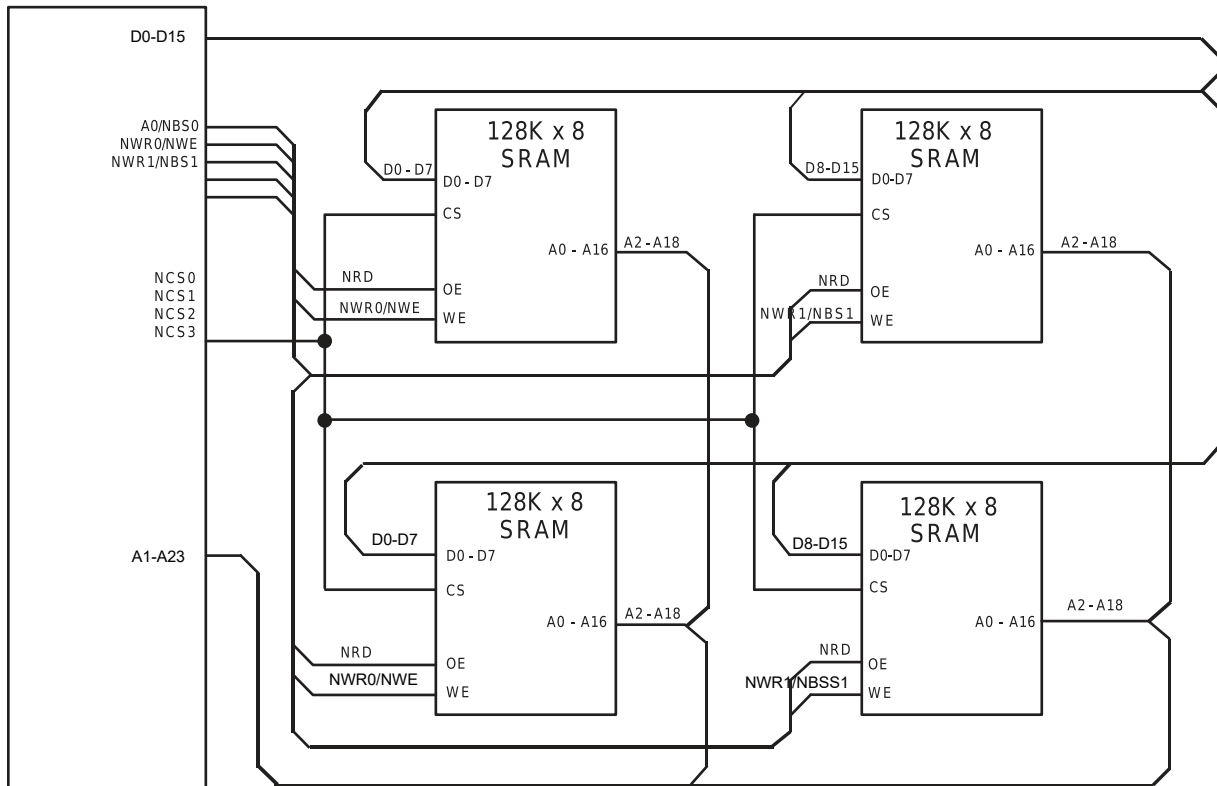 D0-D15
A0/NBS0
NWR0/NWE
NWR1/NBS1
NCS0
NCS1
NCS2
NCS3
A1-A23
128K x 8
SRAM
D0 - D7
D0 - D7
CS
A0 - A16
A2-A18
NRD
OE
NWR0/NWE
WE
128K x 8
SRAM
D8-D15
D0-D7
CS
A0 - A16
A2-A18
NRD
OE
NWR1/NBS1
WE
128K x 8
SRAM
D0-D7
D0 - D7
CS
A0 - A16
A2-A18
NRD
OE
NWR0/NWE
WE
128K x 8
SRAM
D8-D15
D0-D7
CS
A0 - A16
A2-A18
NRD
OE
NWR1/NBSS1
WE